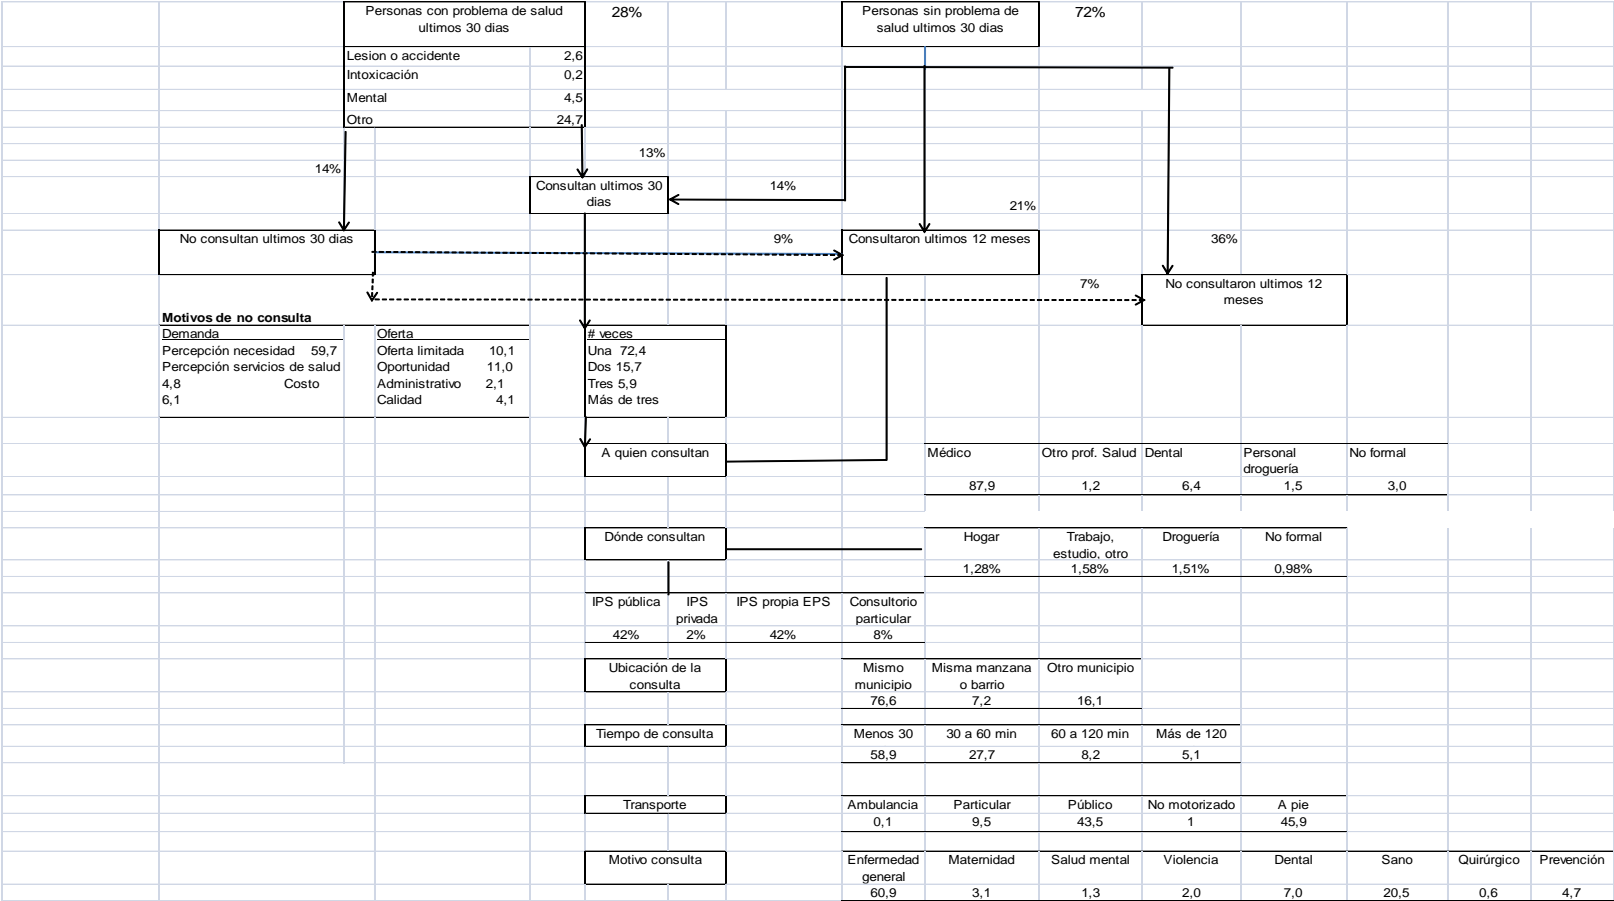 Personas con problema de salud
ultimos 30 dias
28%
Personas sin problema de
salud ultimos 30 dias
72%
Lesion o accidente 2,6
Intoxicación 0,2
Mental 4,5
Otro 24,7
13%
14%
Consultan ultimos 30
dias
14%
21%
No consultan ultimos 30 dias
9%
Consultaron ultimos 12 meses
36%
7%
No consultaron ultimos 12
meses
Motivos de no consulta
Demanda Oferta
Percepción necesidad 59,7 Oferta limitada 10,1
Percepción servicios de salud Oportunidad 11,0
4,8 Costo Administrativo 2,1
6,1 Calidad 4,1
# veces
Una 72,4
Dos 15,7
Tres 5,9
Más de tres
A quien consultan
Médico Otro prof. Salud Dental Personal No formal
droguería
87,9 1,2 6,4 1,5 3,0
Dónde consultan
Hogar Trabajo, Droguería No formal
estudio, otro
1,28% 1,58% 1,51% 0,98%
IPS pública IPS IPS propia EPS Consultorio
privada particular
42% 2% 42% 8%
Ubicación de la
consulta
Mismo Misma manzana Otro municipio
municipio o barrio
76,6 7,2 16,1
Tiempo de consulta
Menos 30 30 a 60 min 60 a 120 min Más de 120
58,9 27,7 8,2 5,1
Transporte
Ambulancia Particular Público No motorizado A pie
0,1 9,5 43,5 1 45,9
Motivo consulta
Enfermedad Maternidad Salud mental Violencia Dental Sano Quirúrgico Prevención
general
60,9 3,1 1,3 2,0 7,0 20,5 0,6 4,7